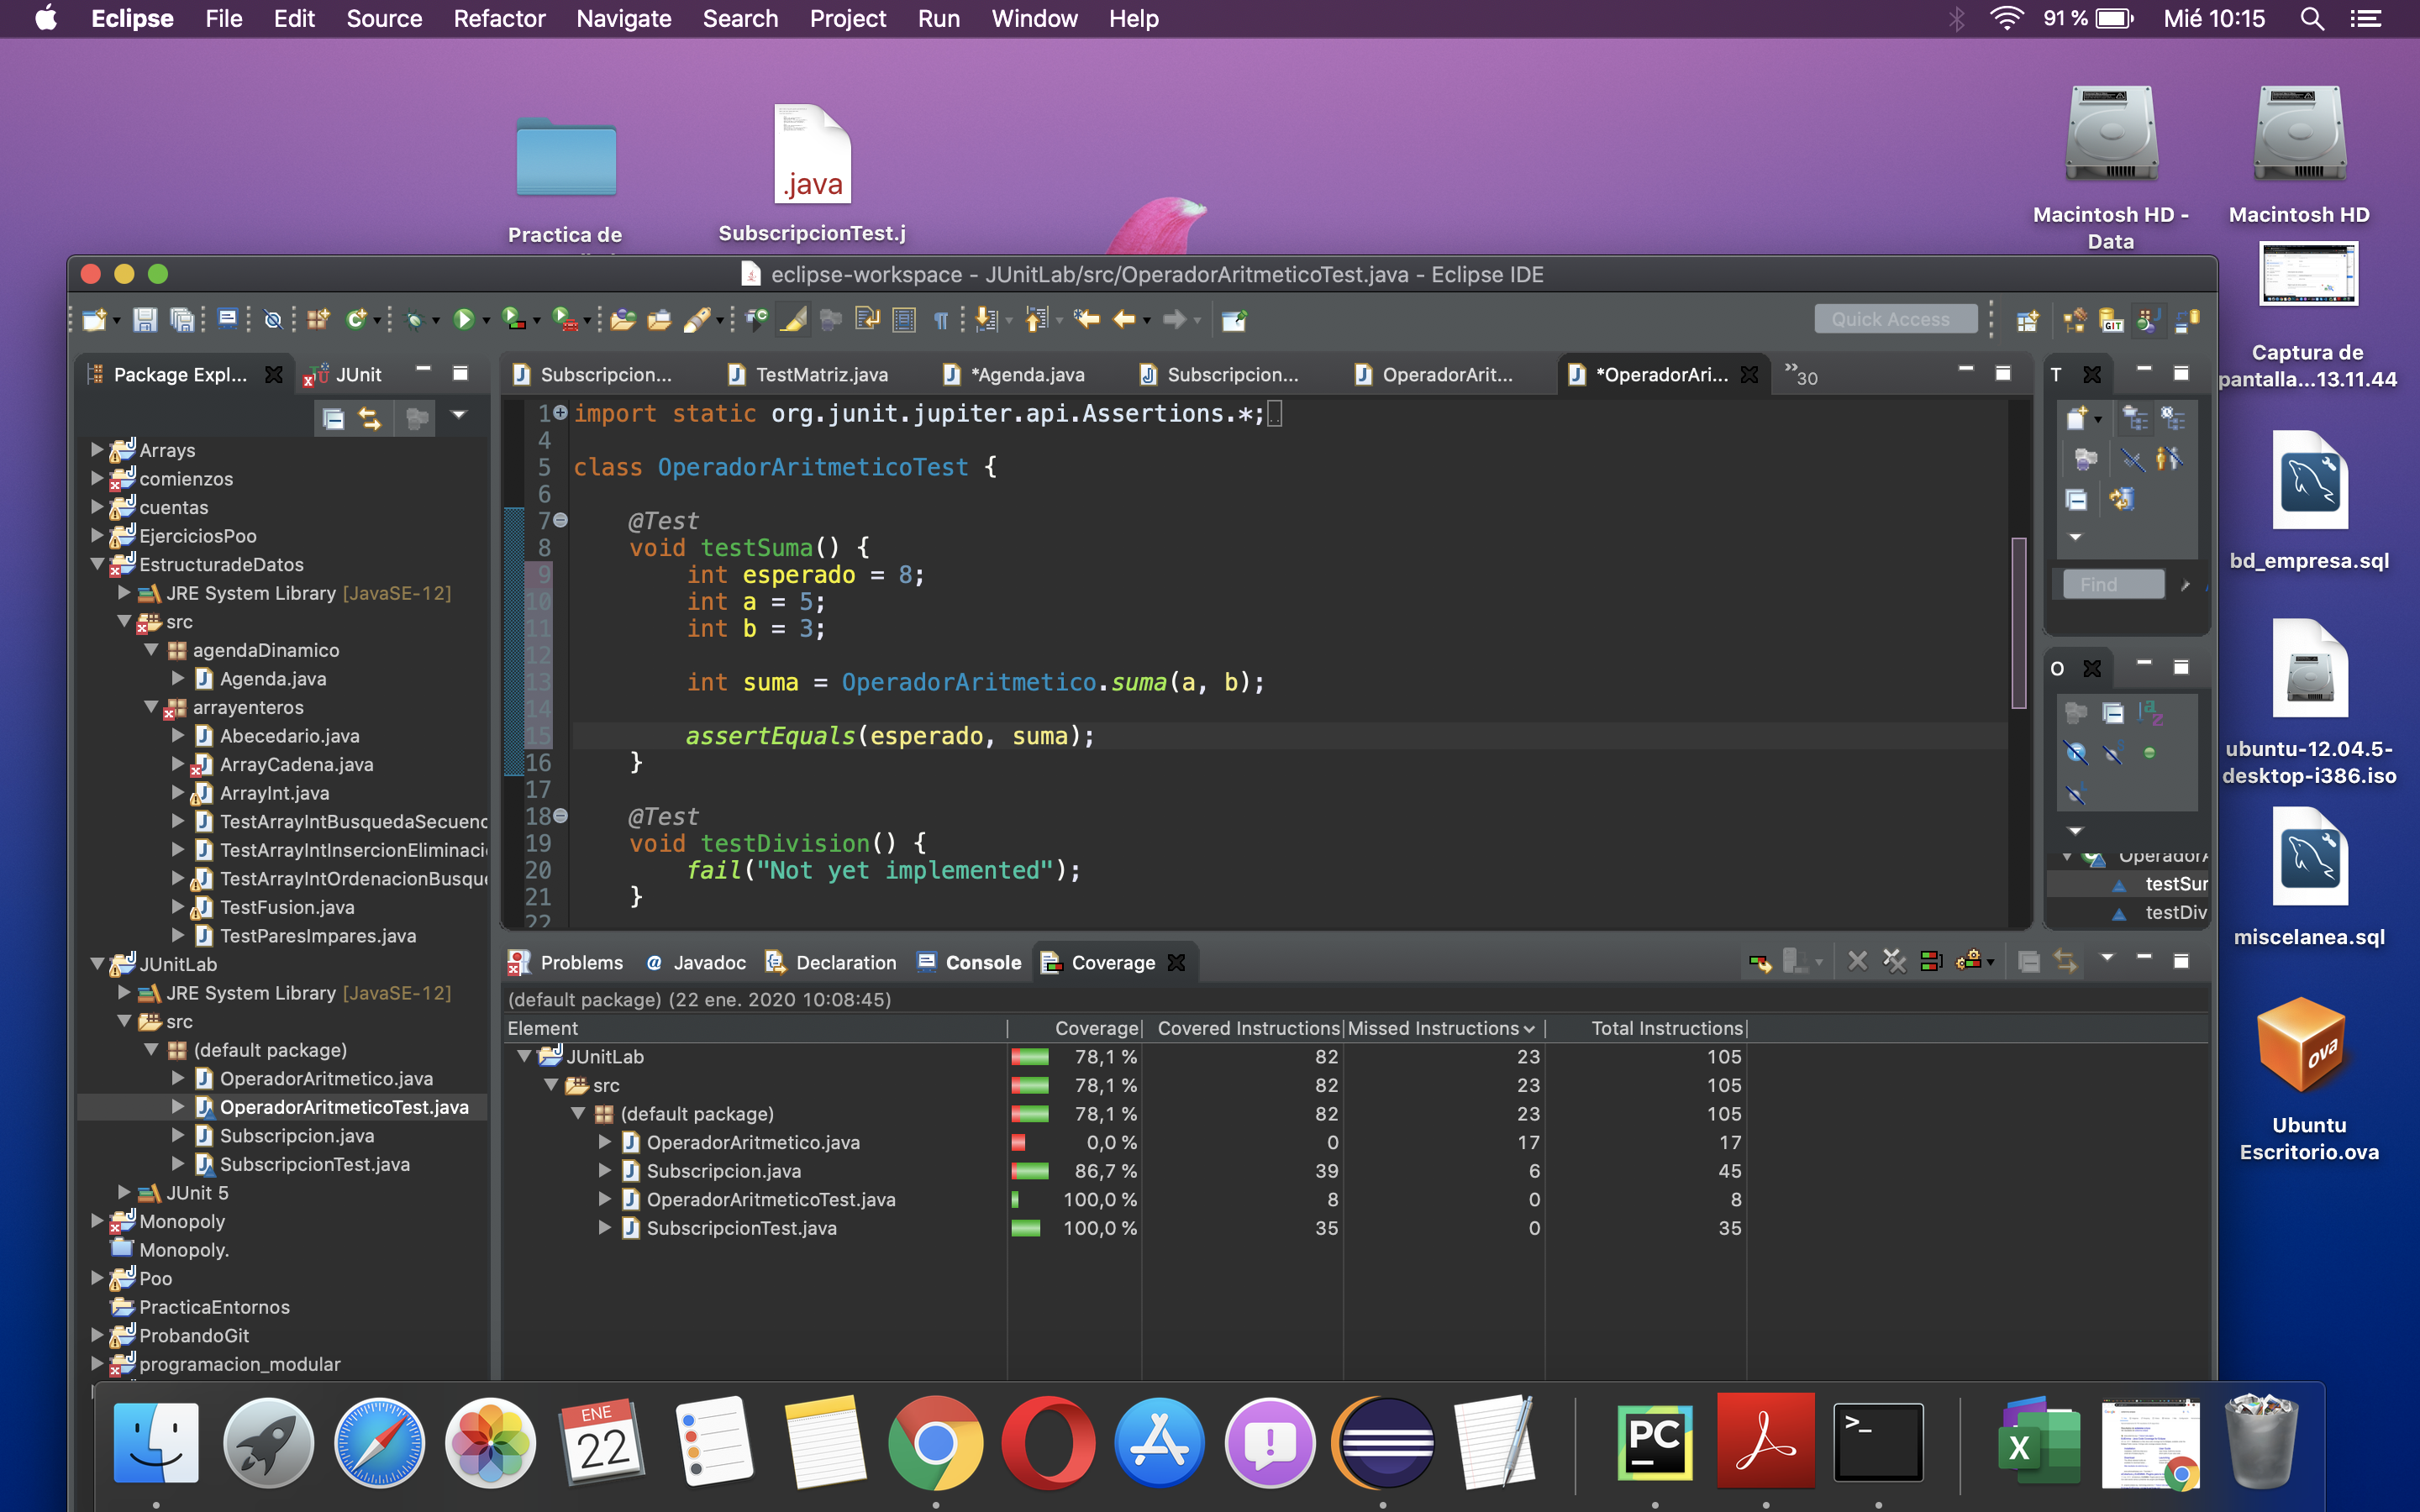 Eclipse File Edit Source Refactor Navigate Search Project Run Window Help 91 % Mié 10:15
.java
Practica de
SubscripcionTest.j
Macintosh HD -
Data
Macintosh HD
Captura de
pantalla...13.11.44
bd_empresa.sql
ubuntu-12.04.5-
desktop-i386.iso
miscelanea.sql
ova
Ubuntu
Escritorio.ova
eclipse-workspace - JUnitLab/src/OperadorAritmeticoTest.java - Eclipse IDE
Quick Access
GIT
Package Expl... JUnit
Arrays
comienzos
cuentas
EjerciciosPoo
EstructuradeDatos
JRE System Library [JavaSE-12]
src
agendaDinamico
Agenda.java
arrayenteros
Abecedario.java
ArrayCadena.java
ArrayInt.java
TestArrayIntBusquedaSecuenc
TestArrayIntInsercionEliminaci
TestArrayIntOrdenacionBusqu
TestFusion.java
TestParesImpares.java
JUnitLab
JRE System Library [JavaSE-12]
src
(default package)
OperadorAritmetico.java
OperadorAritmeticoTest.java
Subscripcion.java
SubscripcionTest.java
JUnit 5
Monopoly
Monopoly.
Poo
PracticaEntornos
ProbandoGit
programacion_modular
Subscripcion... TestMatriz.java *Agenda.java Subscripcion... OperadorArit... *OperadorAri... »30
1 import static org.junit.jupiter.api.Assertions.*;
4
5 class OperadorAritmeticoTest {
6
7 @Test
8 void testSuma() {
9 int esperado = 8;
10 int a = 5;
11 int b = 3;
12
13 int suma = OperadorAritmetico.suma(a, b);
14
15 assertEquals(esperado, suma);
16 }
17
18 @Test
19 void testDivision() {
20 fail("Not yet implemented");
21 }
22
T
Find
O
OperadorA
testSur
testDiv
Problems Javadoc Declaration Console Coverage
(default package) (22 ene. 2020 10:08:45)
Element Coverage Covered Instructions Missed Instructions Total Instructions
JUnitLab 78,1 % 82 23 105
src 78,1 % 82 23 105
(default package) 78,1 % 82 23 105
OperadorAritmetico.java 0,0 % 0 17 17
Subscripcion.java 86,7 % 39 6 45
OperadorAritmeticoTest.java 100,0 % 8 0 8
SubscripcionTest.java 100,0 % 35 0 35
ENE
22
PC
>_
X